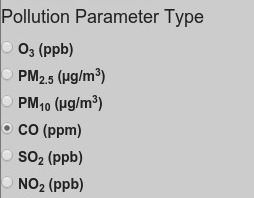 Pollution Parameter Type
O₃ (ppb)
PM₂.₅ (µg/m³)
PM₁₀ (µg/m³)
CO (ppm)
SO₂ (ppb)
NO₂ (ppb)